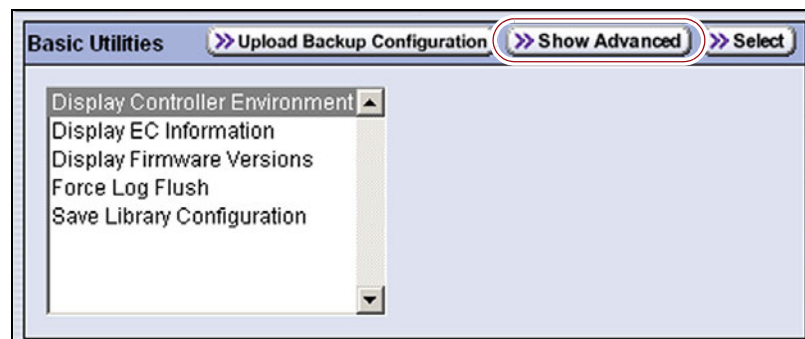 Basic Utilities >> Upload Backup Configuration >> Show Advanced >> Select
Display Controller Environment
Display EC Information
Display Firmware Versions
Force Log Flush
Save Library Configuration